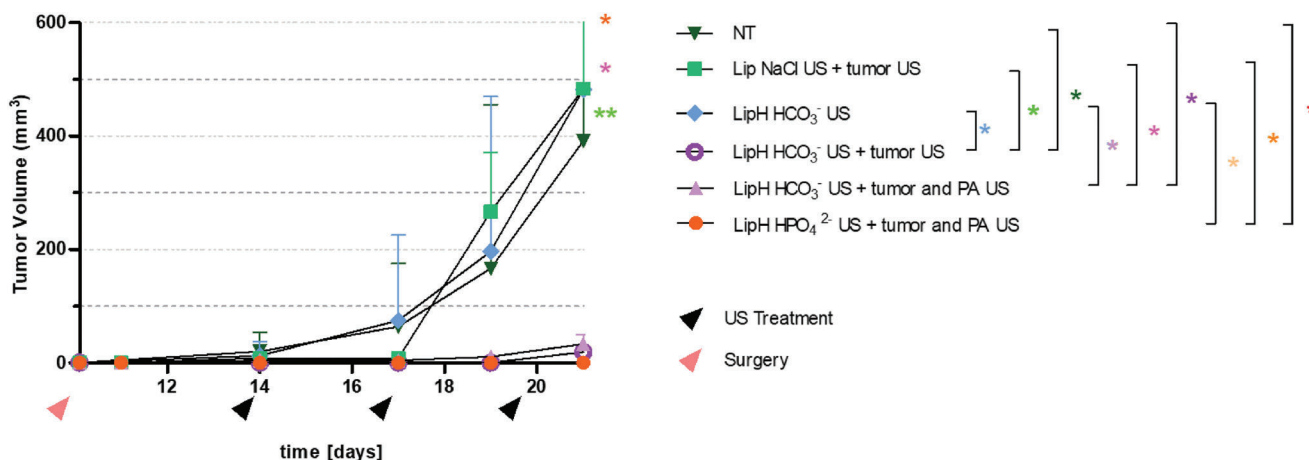 600
400
200
0
12
14
16
18
20
Tumor Volume (mm³)
time [days]
*
*
**
NT
Lip NaCl US + tumor US
LipH HCO₃⁻ US
LipH HCO₃⁻ US + tumor US
LipH HCO₃⁻ US + tumor and PA US
LipH HPO₄ ²⁻ US + tumor and PA US
* * * * * * * * *
US Treatment
Surgery